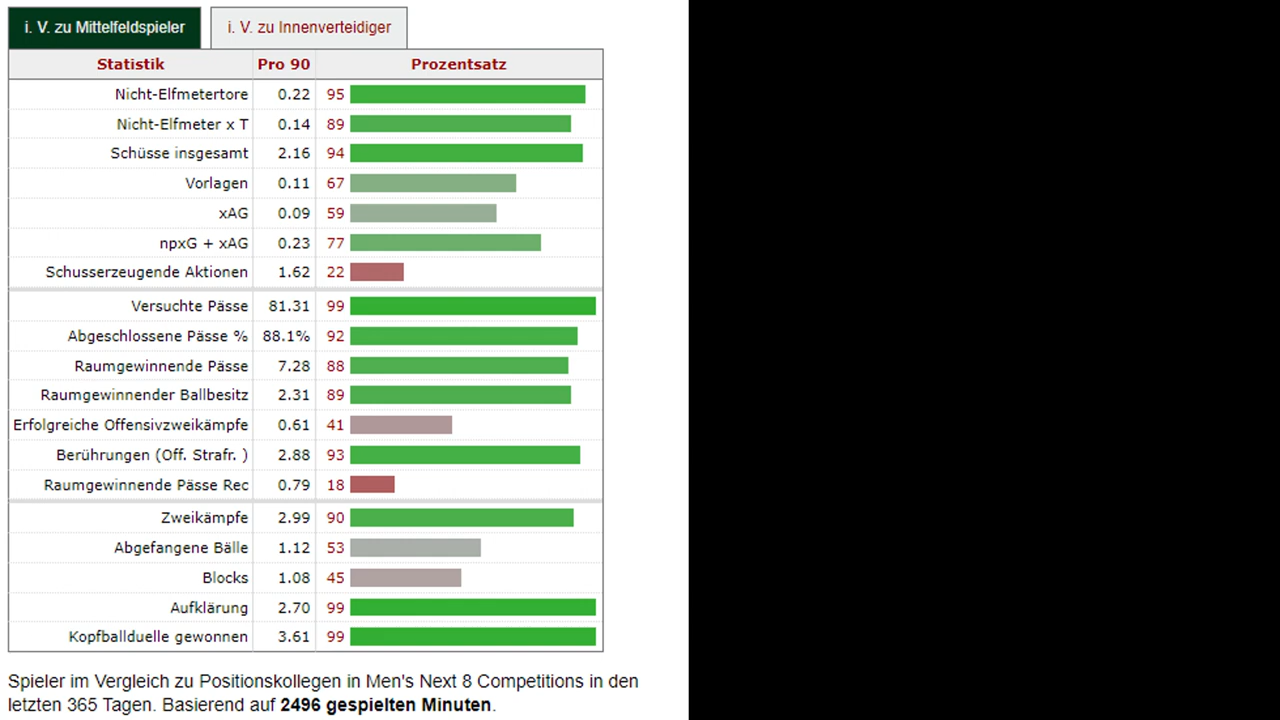 i. V. zu Mittelfeldspieler i. V. zu Innenverteidiger
Statistik Pro 90 Prozentsatz
Nicht-Elfmetertore 0.22 95
Nicht-Elfmeter x T 0.14 89
Schüsse insgesamt 2.16 94
Vorlagen 0.11 67
xAG 0.09 59
npxG + xAG 0.23 77
Schusserzeugende Aktionen 1.62 22
Versuchte Pässe 81.31 99
Abgeschlossene Pässe % 88.1% 92
Raumgewinnende Pässe 7.28 88
Raumgewinnender Ballbesitz 2.31 89
Erfolgreiche Offensivzweikämpfe 0.61 41
Berührungen (Off. Strafr. ) 2.88 93
Raumgewinnende Pässe Rec 0.79 18
Zweikämpfe 2.99 90
Abgefangene Bälle 1.12 53
Blocks 1.08 45
Aufklärung 2.70 99
Kopfballduelle gewonnen 3.61 99
Spieler im Vergleich zu Positionskollegen in Men's Next 8 Competitions in den
letzten 365 Tagen. Basierend auf 2496 gespielten Minuten.